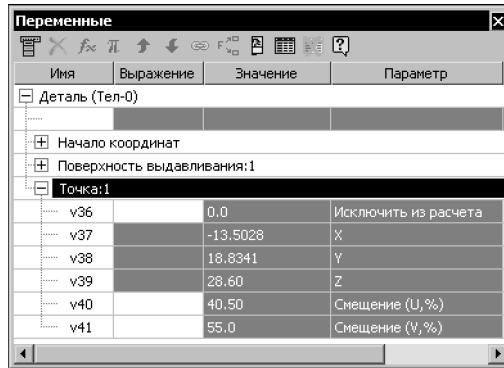 Переменные
Имя Выражение Значение Параметр
Деталь (Тел-0)
Начало координат
Поверхность выдавливания:1
Точка:1
v36 0.0 Исключить из расчета
v37 -13.5028 X
v38 18.8341 Y
v39 28.60 Z
v40 40.50 Смещение (U,%)
v41 55.0 Смещение (V,%)